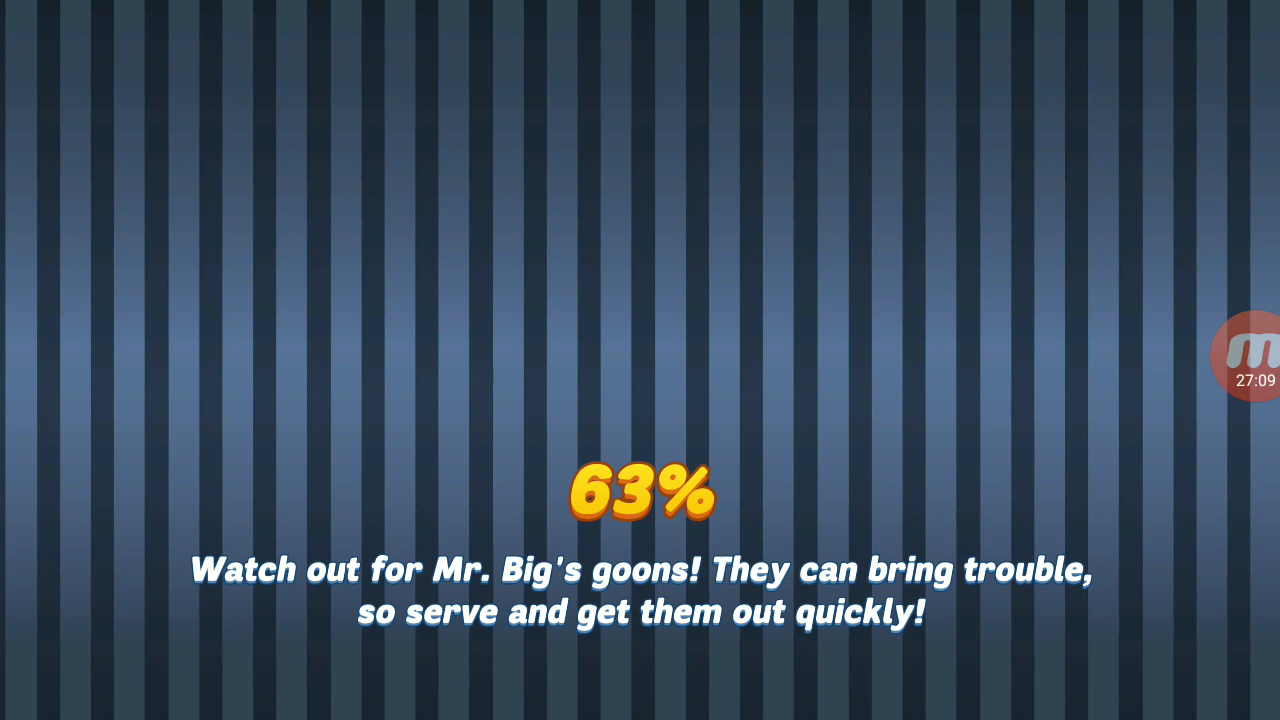 m
27:09
63%
Watch out for Mr. Big's goons! They can bring trouble,
so serve and get them out quickly!